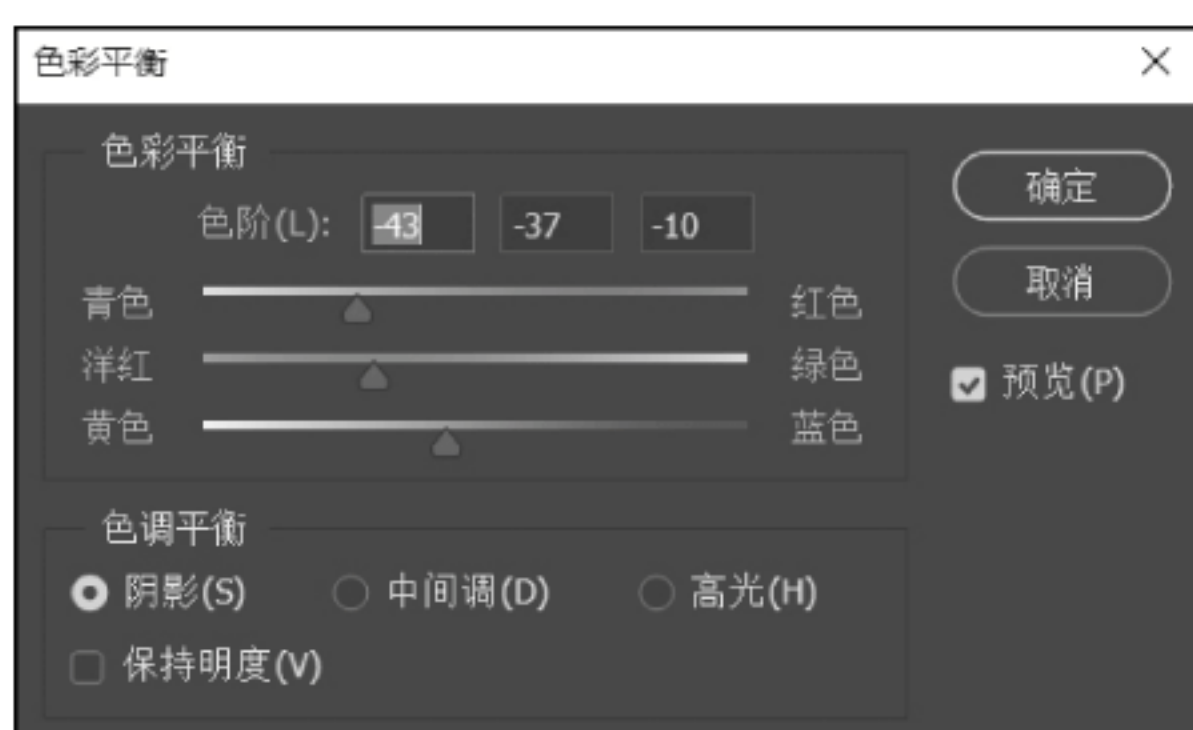 色彩平衡
色彩平衡
确定
色阶(L): -43 -37 -10
取消
青色 红色
洋红 绿色
预览(P)
黄色 蓝色
色调平衡
阴影(S) 中间调(D) 高光(H)
保持明度(V)